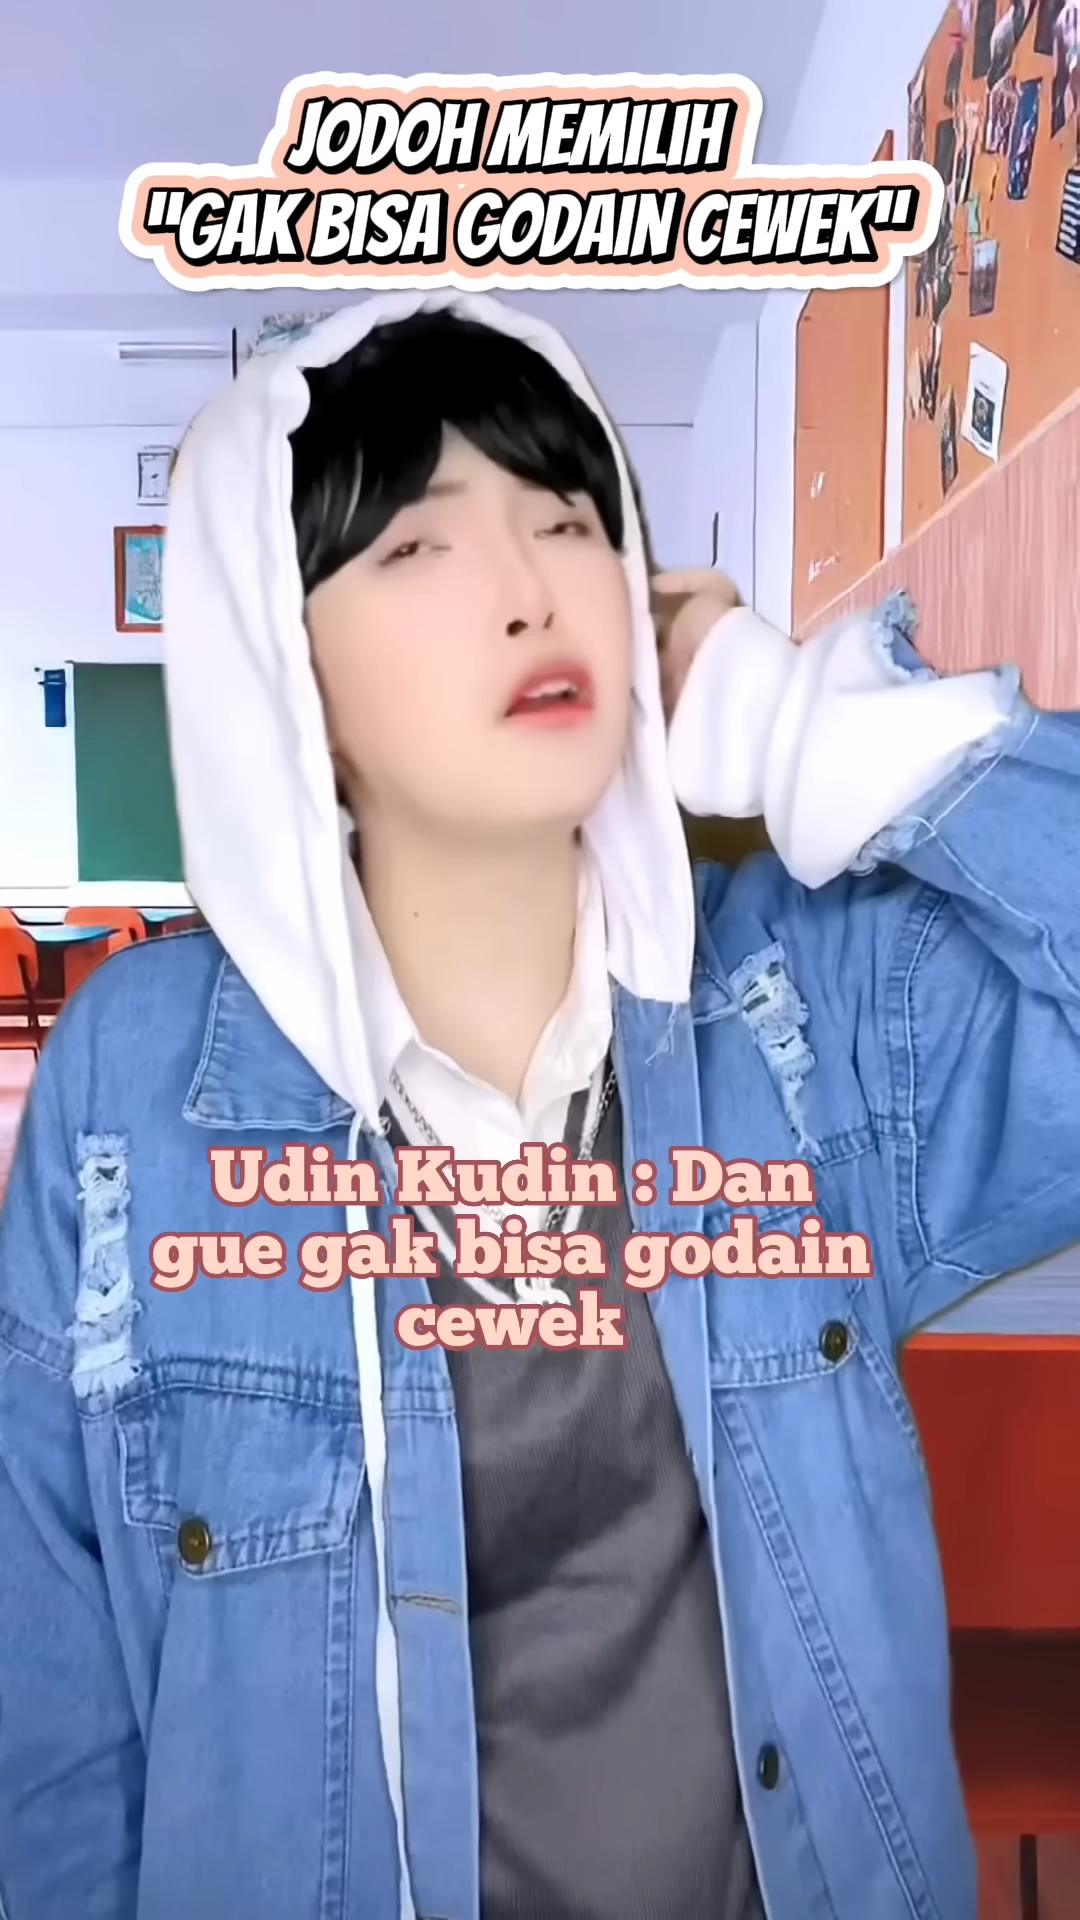 JODOH MEMILIH
"GAK BISA GODAIN CEWEK"
Udin Kudin : Dan
gue gak bisa godain
cewek